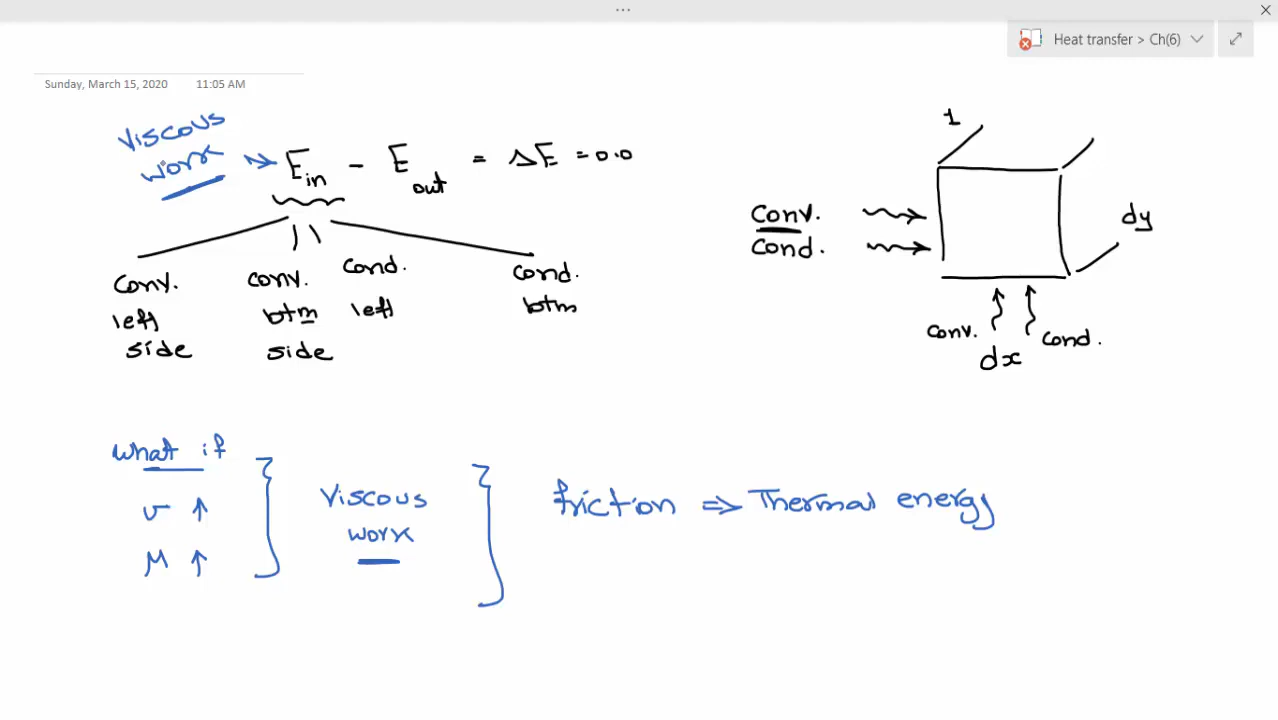 Heat transfer > Ch(6)
Sunday, March 15, 2020 11:05 AM
Viscous
work
Ein - Eout = ΔE = 0.0
Conv.
left
side
Conv.
btm
side
Cond.
left
Cond.
btm
1
Conv.
Cond.
dy
Conv.
Cond.
dx
What if
v ↑
M ↑
Viscous
work
friction ⇒ Thermal energy